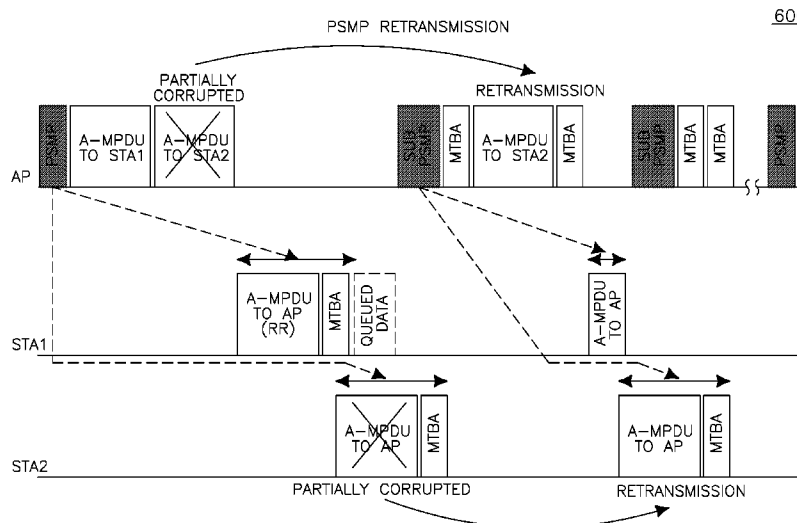 60
PSMP RETRANSMISSION
PARTIALLY
CORRUPTED
RETRANSMISSION
PSMP
A-MPDU
TO STA1
A-MPDU
TO STA2
SUB
PSMP
MTBA
A-MPDU
TO STA2
MTBA
SUB
PSMP
MTBA
MTBA
PSMP
AP
A-MPDU
TO AP
(RR)
MTBA
QUEUED
DATA
A-MPDU
TO AP
STA1
A-MPDU
TO AP
MTBA
A-MPDU
TO AP
MTBA
STA2
PARTIALLY CORRUPTED
RETRANSMISSION